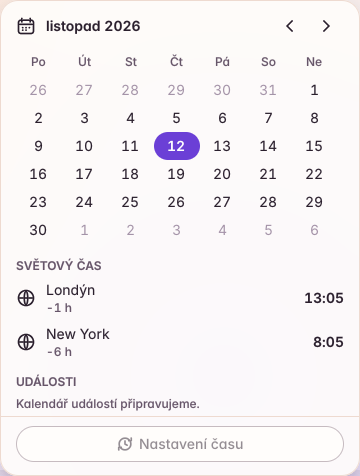 listopad 2026
Po Út St Čt Pá So Ne
26 27 28 29 30 31 1
2 3 4 5 6 7 8
9 10 11 12 13 14 15
16 17 18 19 20 21 22
23 24 25 26 27 28 29
30 1 2 3 4 5 6
SVĚTOVÝ ČAS
Londýn 13:05
-1 h
New York 8:05
-6 h
UDÁLOSTI
Kalendář událostí připravujeme.
Nastavení času